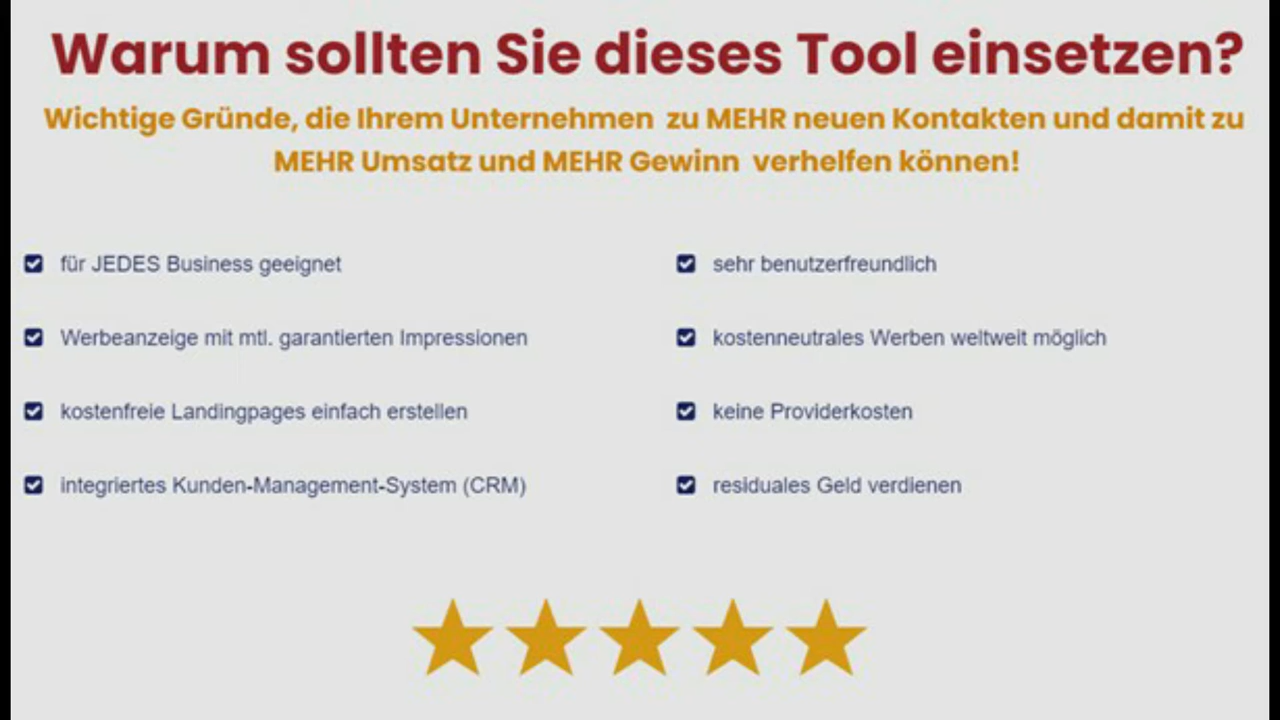 Warum sollten Sie dieses Tool einsetzen?
Wichtige Gründe, die Ihrem Unternehmen zu MEHR neuen Kontakten und damit zu
MEHR Umsatz und MEHR Gewinn verhelfen können!
für JEDES Business geeignet
Werbeanzeige mit mtl. garantierten Impressionen
kostenfreie Landingpages einfach erstellen
integriertes Kunden-Management-System (CRM)
sehr benutzerfreundlich
kostenneutrales Werben weltweit möglich
keine Providerkosten
residuales Geld verdienen